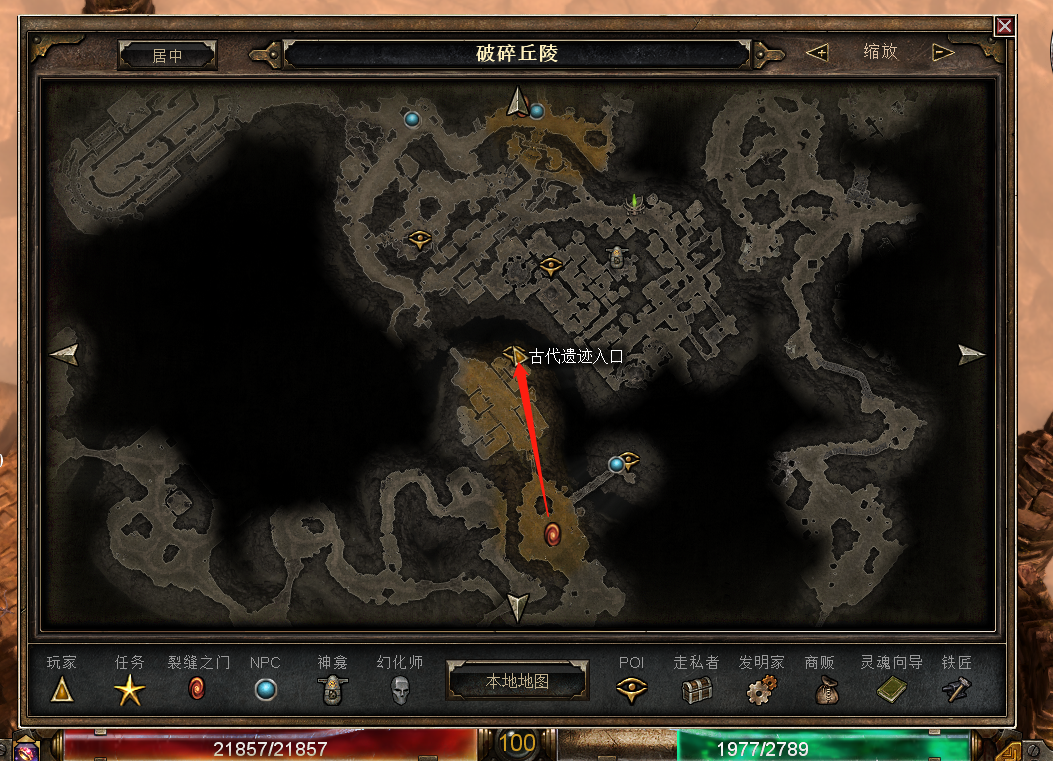 居中
破碎丘陵
缩放
古代遗迹入口
玩家
任务
裂缝之门
NPC
神龛
幻化师
本地地图
POI
走私者
发明家
商贩
灵魂向导
铁匠
21857/21857
100
1977/2789